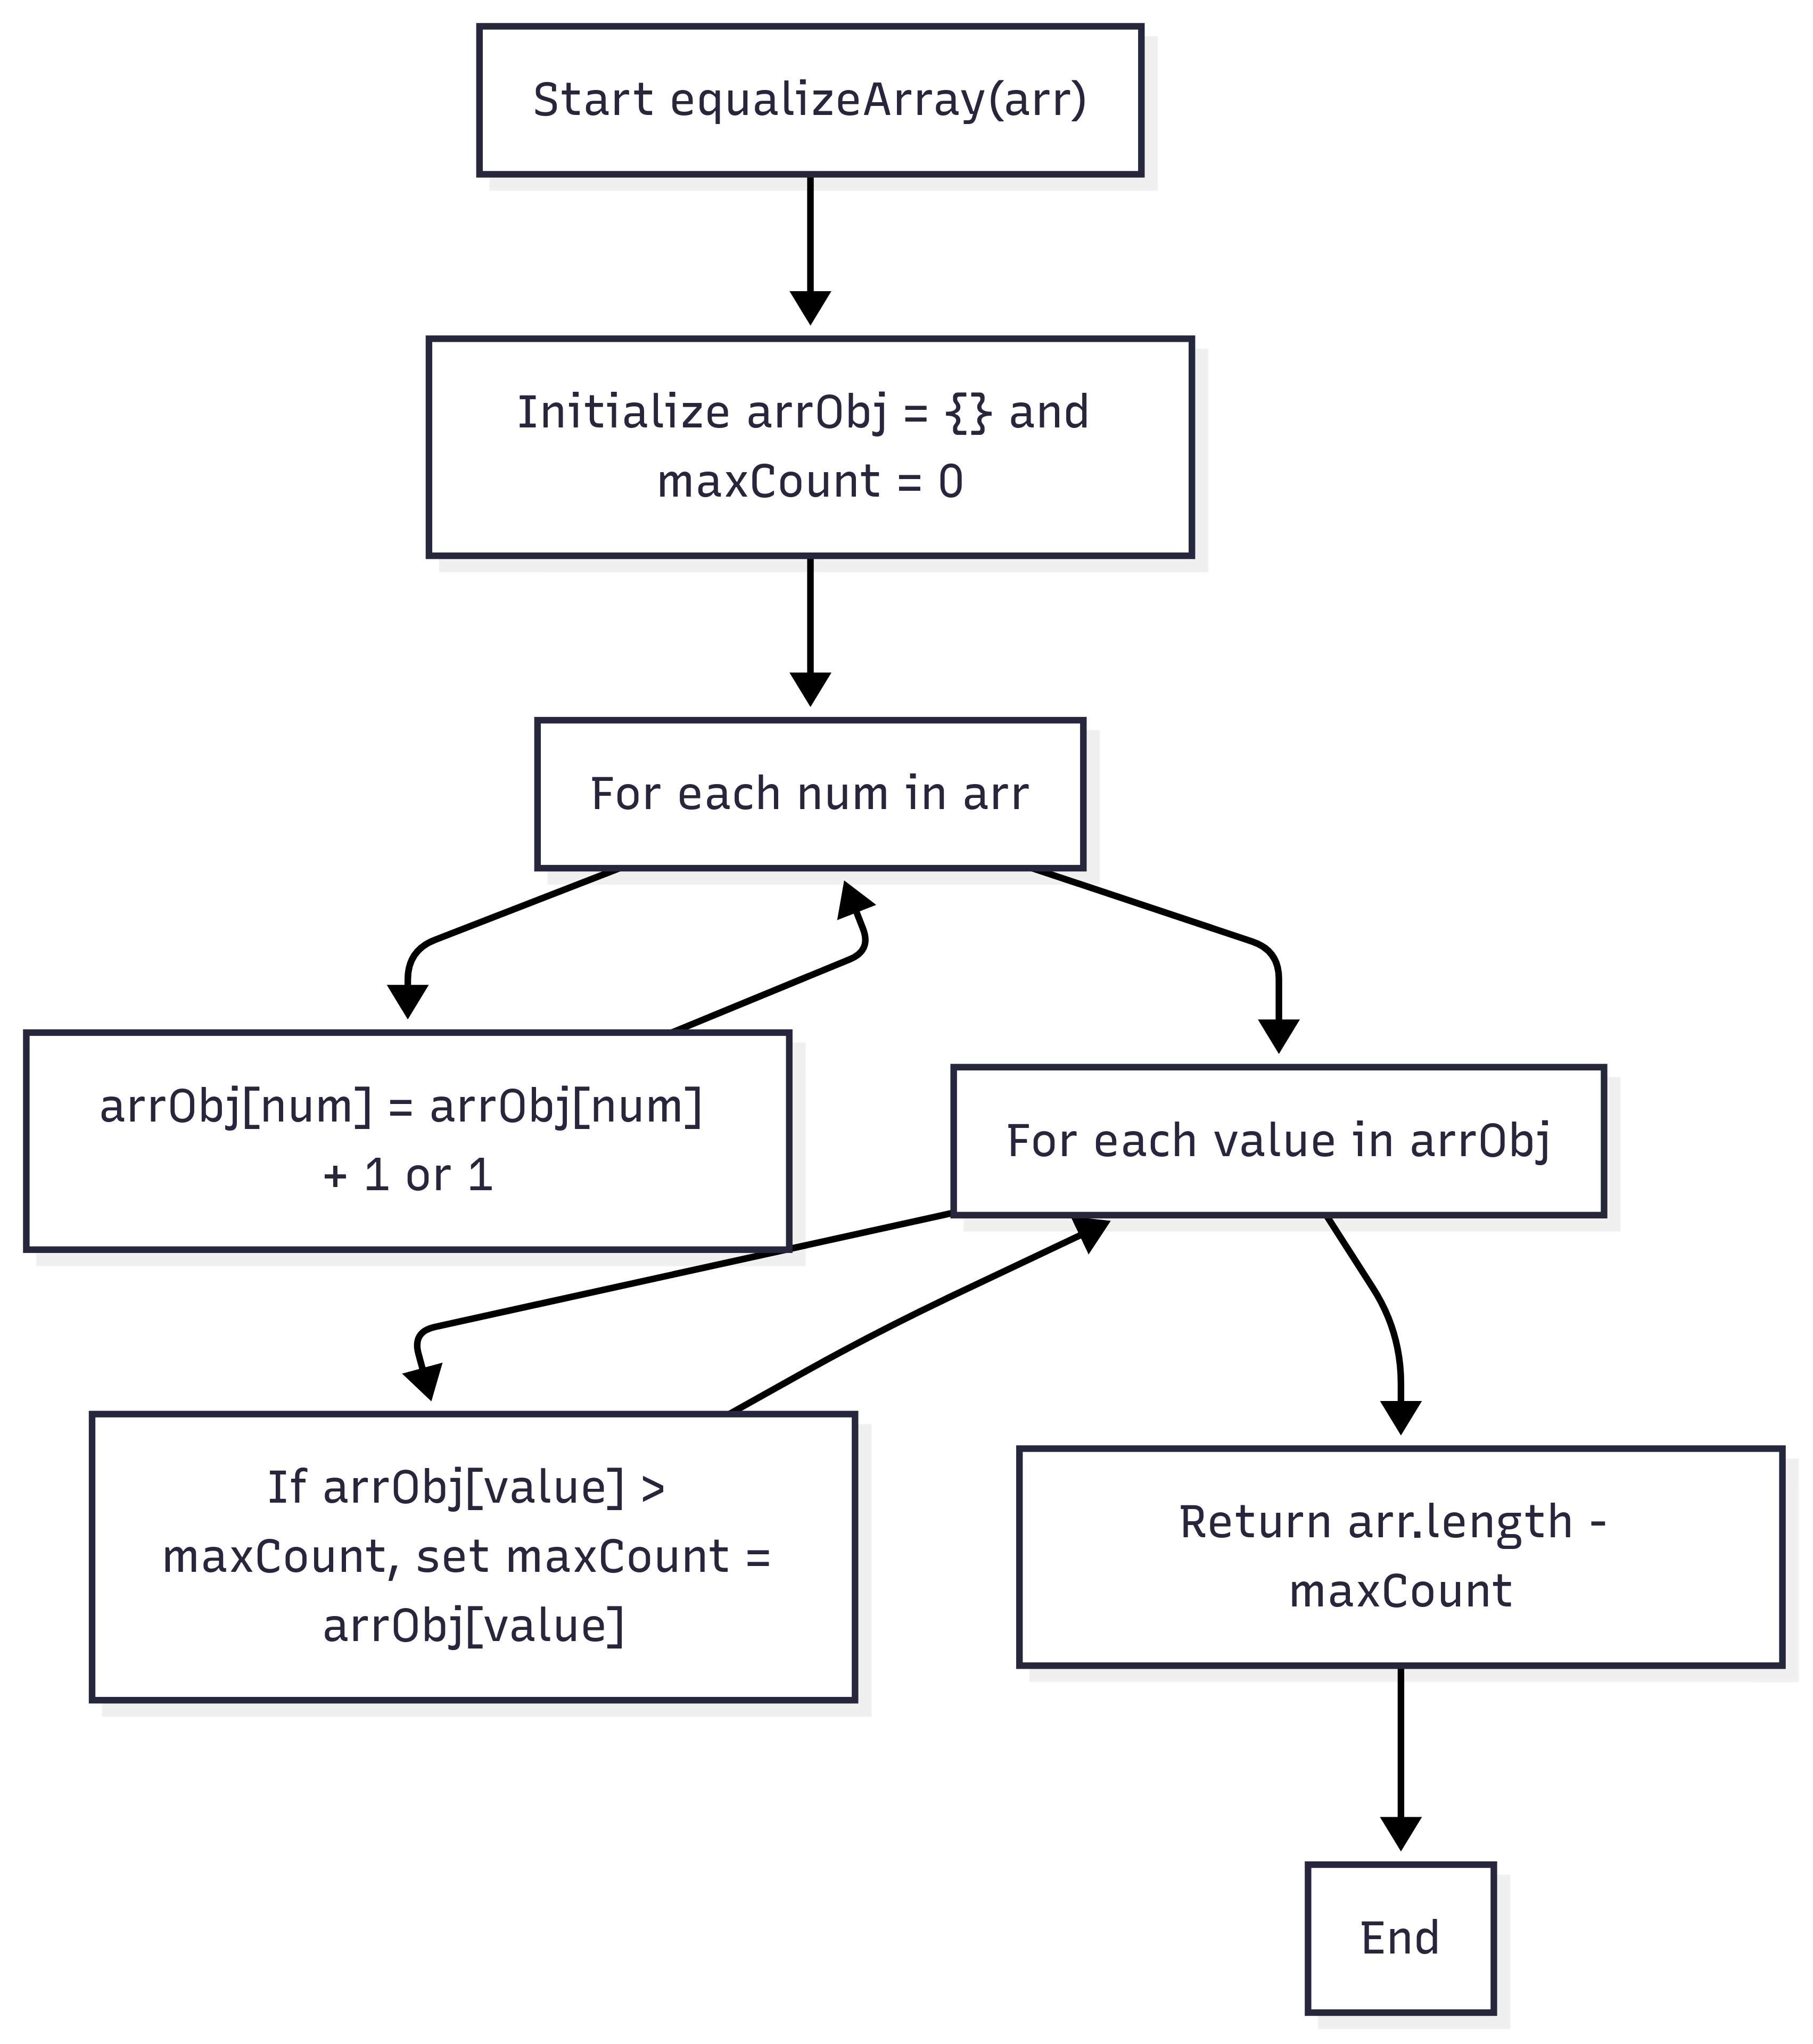 Start equalizeArray(arr)
Initialize arrObj = {} and
maxCount = 0
For each num in arr
arrObj[num] = arrObj[num]
+ 1 or 1
For each value in arrObj
If arrObj[value] >
maxCount, set maxCount =
arrObj[value]
Return arr.length -
maxCount
End